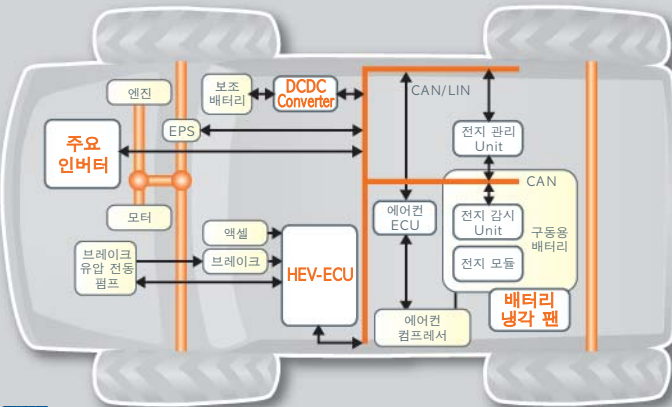 엔진
보조
배터리
DCDC
Converter
CAN/LIN
EPS
주요
인버터
전지 관리
Unit
CAN
모터
에어컨
ECU
전지 감시
Unit
구동용
배터리
전지 모듈
액셀
브레이크
HEV-ECU
브레이크
유압 전동
펌프
배터리
냉각 팬
에어컨
컴프레서